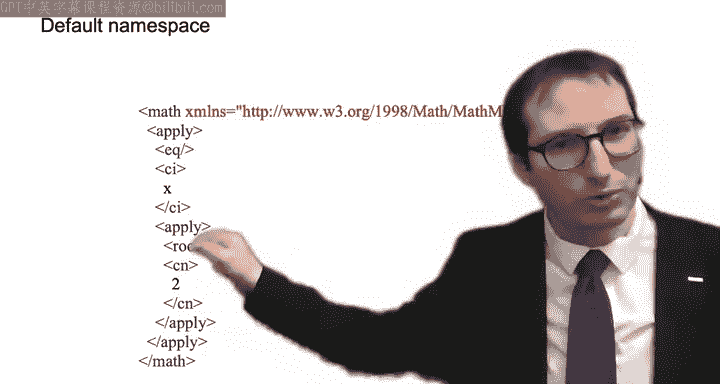 GPT中英字幕课程资源@bilibili.com
Default namespace
<math xmlns="http://www.w3.org/1998/Math/MathM
<apply>
<eq/>
<ci>
x
</ci>
<apply>
<roo
<cn>
2
</cn>
</apply>
</apply>
</math>